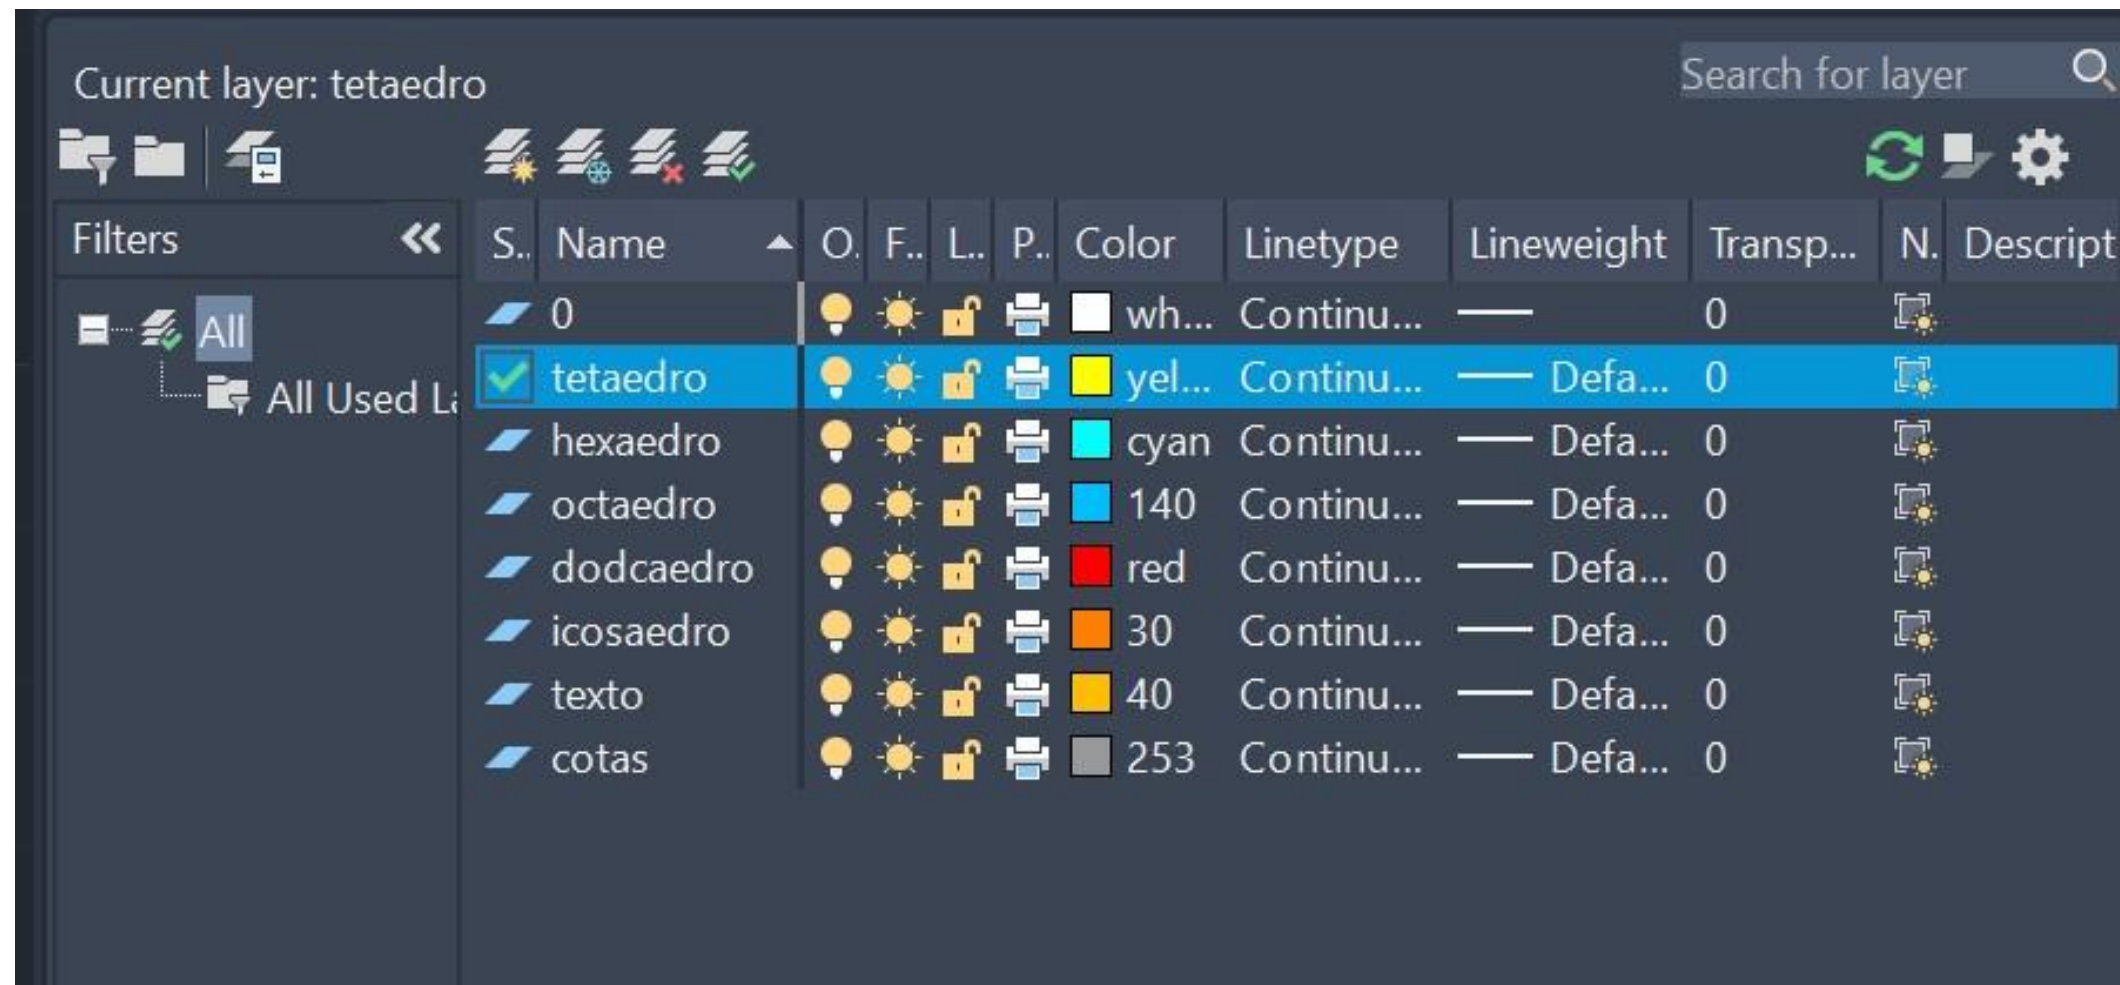 Current layer: tetaedro
Search for layer
Filters
S.. Name O. F.. L.. P.. Color Linetype Lineweight Transp... N. Descript
All
All Used La
0 wh... Continu... 0
tetaedro yel... Continu... Defa... 0
hexaedro cyan Continu... Defa... 0
octaedro 140 Continu... Defa... 0
dodcaedro red Continu... Defa... 0
icosaedro 30 Continu... Defa... 0
texto 40 Continu... Defa... 0
cotas 253 Continu... Defa... 0